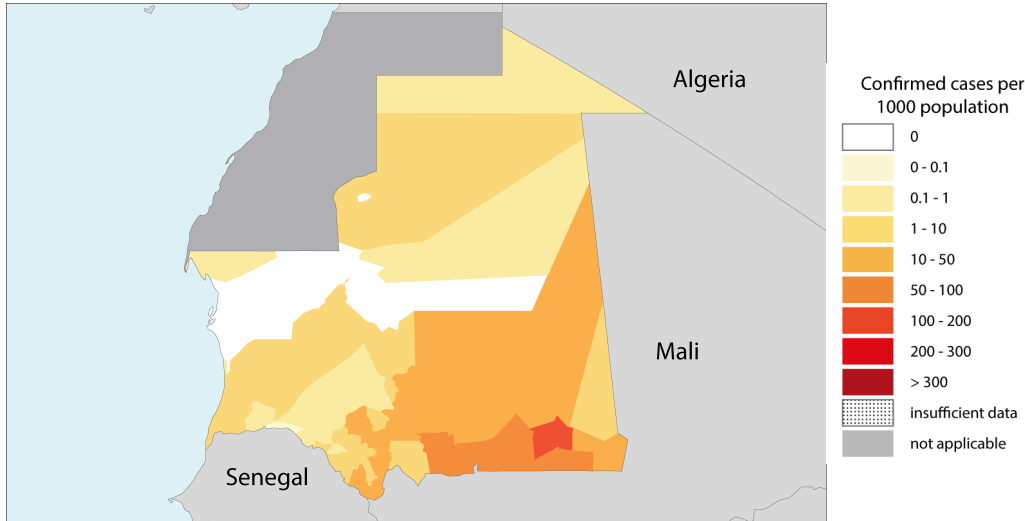 Algeria
Mali
Senegal
Confirmed cases per
1000 population
0
0 - 0.1
0.1 - 1
1 - 10
10 - 50
50 - 100
100 - 200
200 - 300
> 300
insufficient data
not applicable